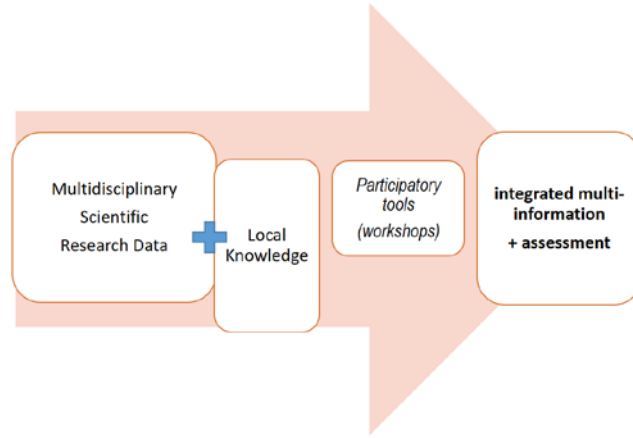 Multidisciplinary
Scientific
Research Data
Local
Knowledge
Participatory
tools
(workshops)
integrated multi-
information
+ assessment